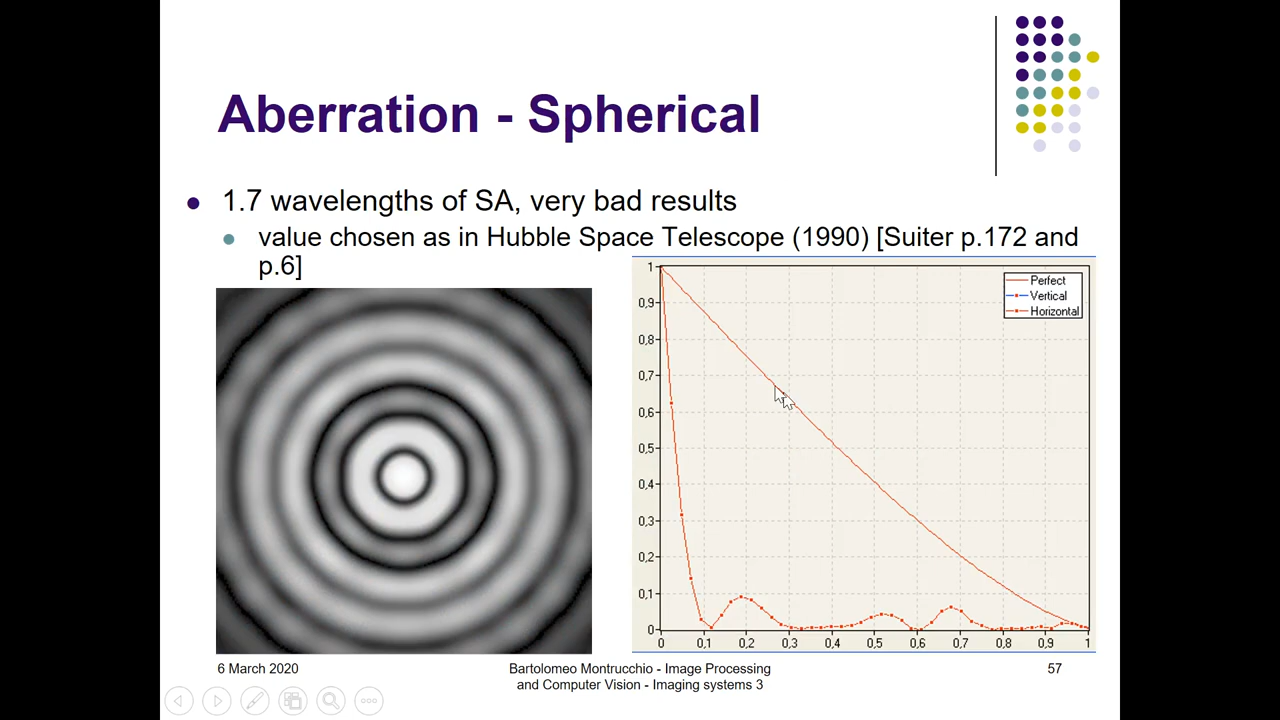 Aberration - Spherical
1.7 wavelengths of SA, very bad results
value chosen as in Hubble Space Telescope (1990) [Suiter p.172 and
p.6]
1
0,9
0,8
0,7
0,6
0,5
0,4
0,3
0,2
0,1
0
0 0,1 0,2 0,3 0,4 0,5 0,6 0,7 0,8 0,9 1
Perfect
Vertical
Horizontal
6 March 2020
Bartolomeo Montrucchio - Image Processing
and Computer Vision - Imaging systems 3
57